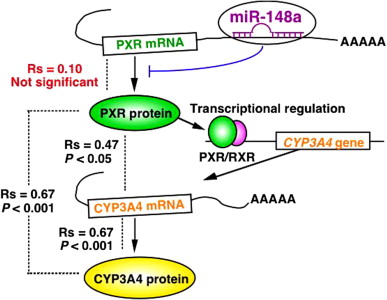 miR-148a
PXR mRNA
AAAAA
Rs = 0.10
Not significant
PXR protein
Transcriptional regulation
CYP3A4 gene
PXR/RXR
Rs = 0.47
P < 0.05
Rs = 0.67
P < 0.001
AAAAA
CYP3A4 mRNA
Rs = 0.67
P < 0.001
CYP3A4 protein